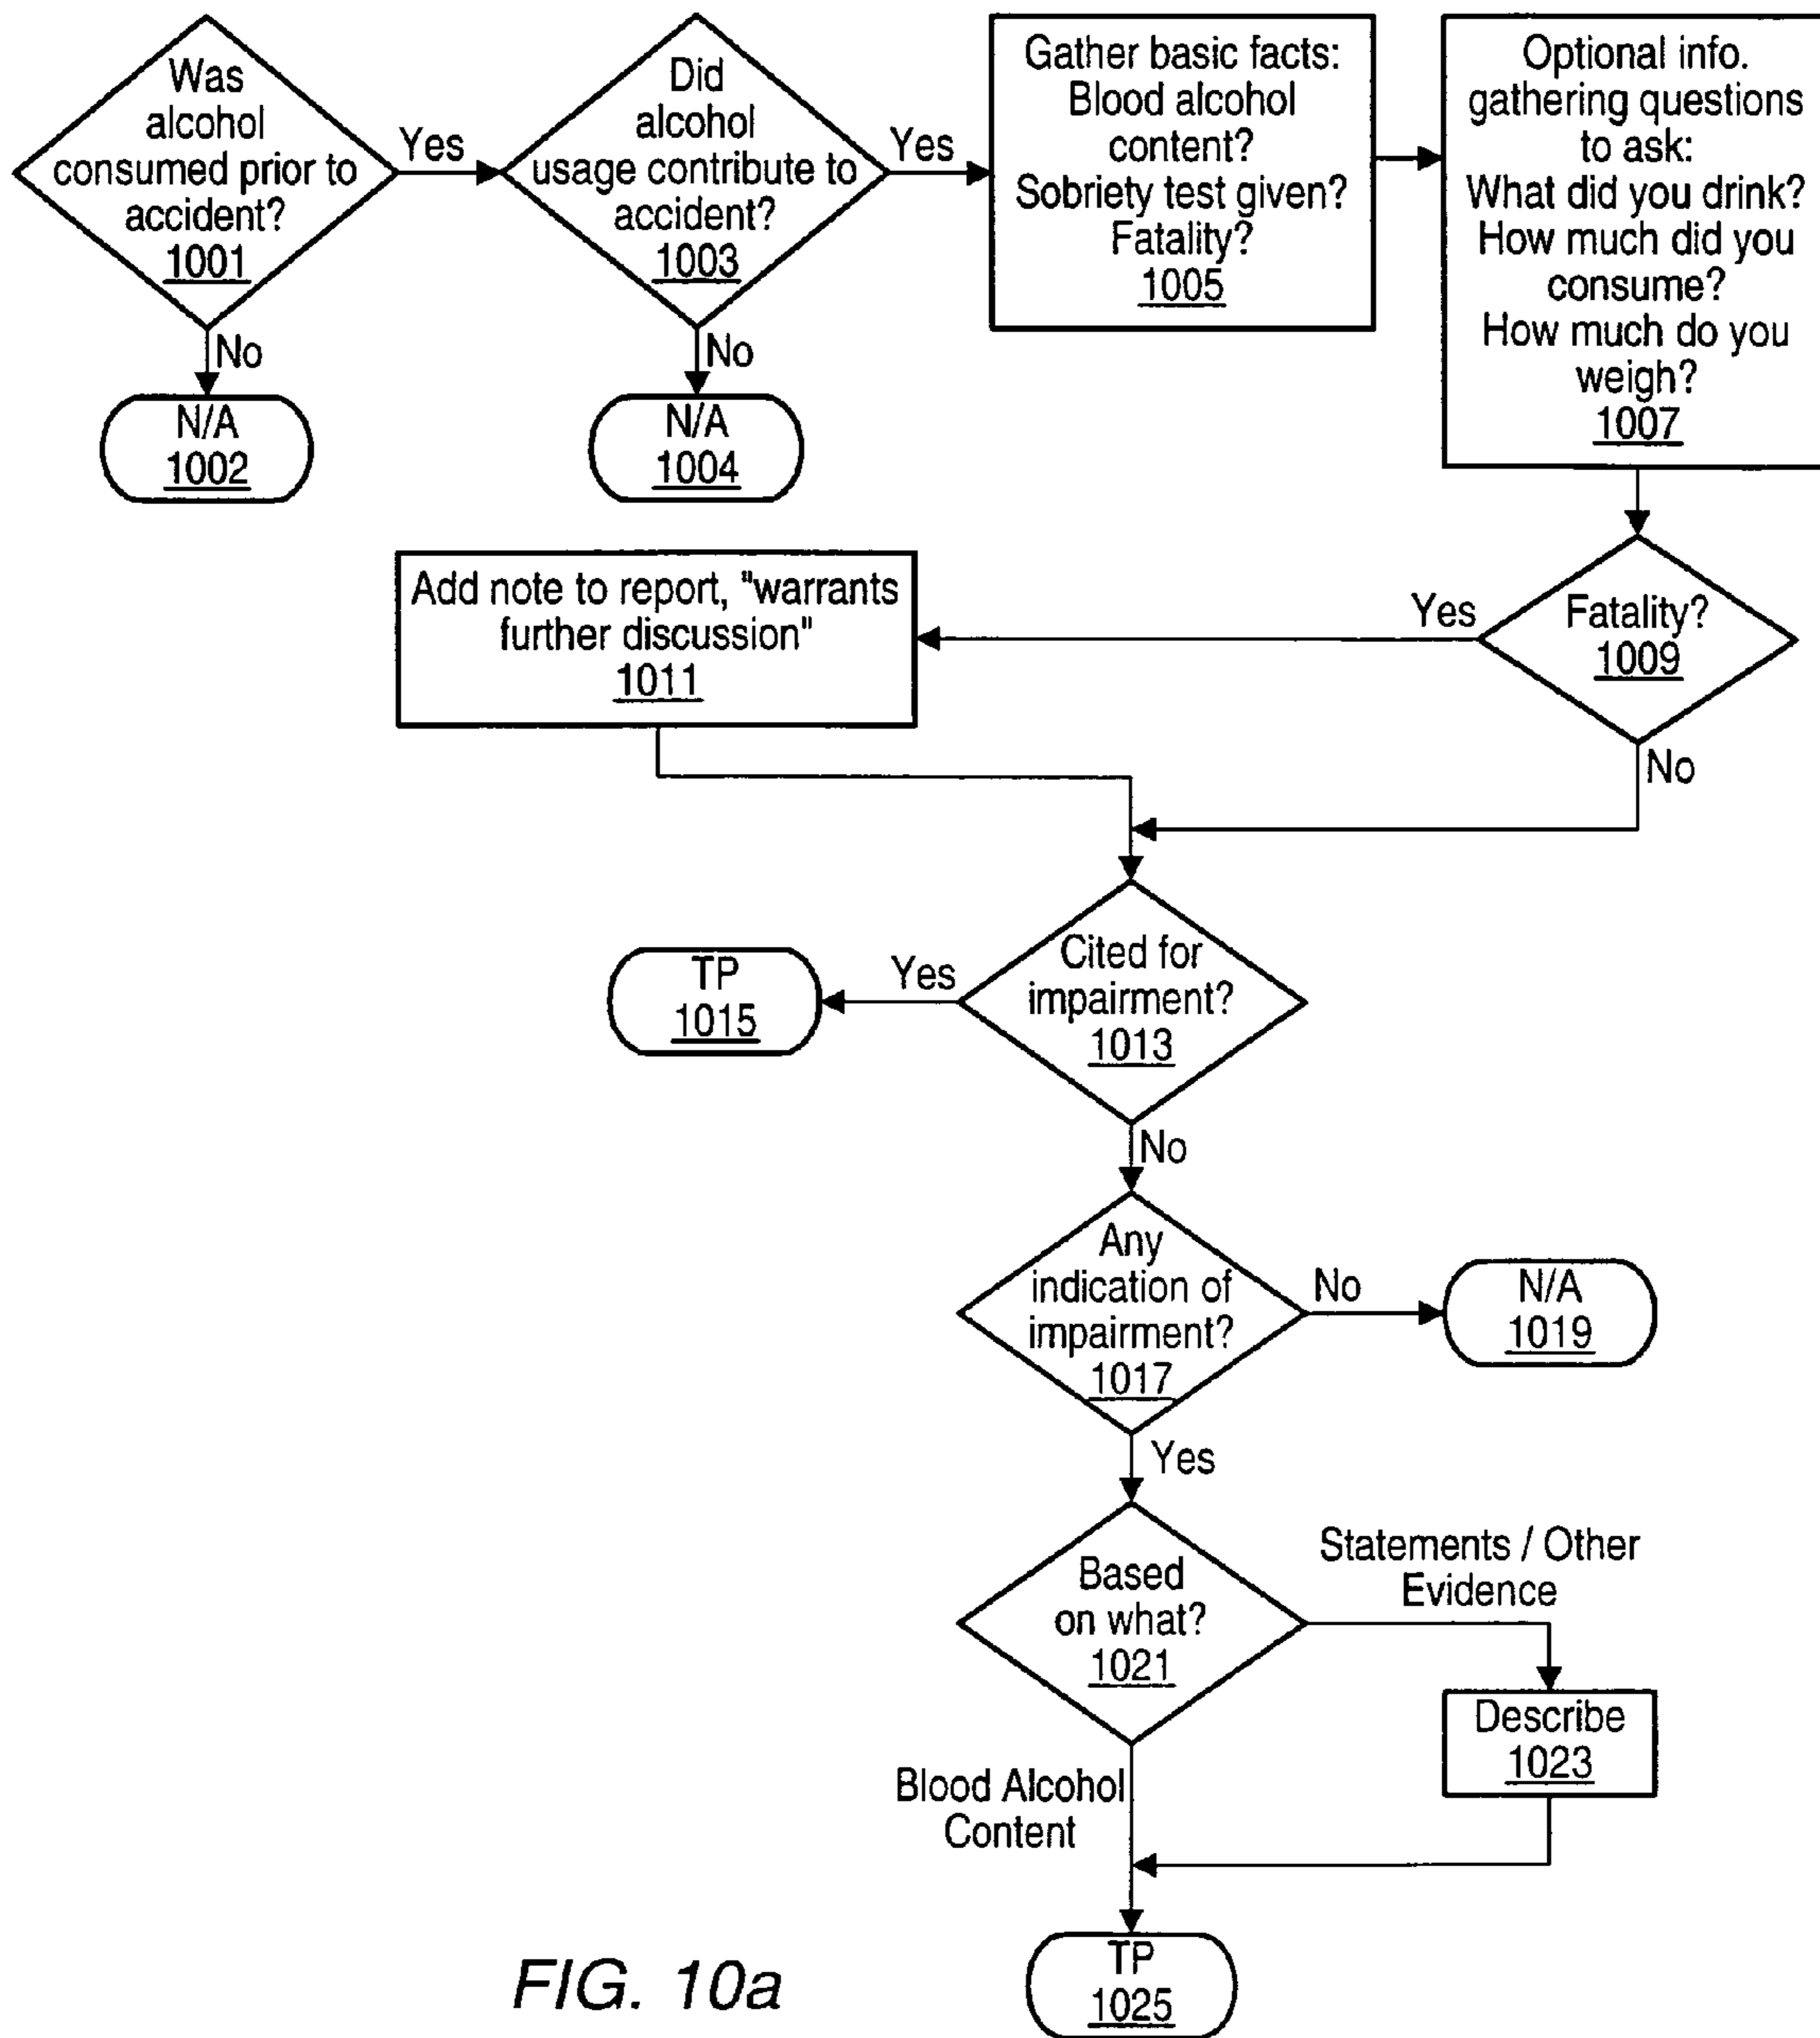 Was
alcohol
consumed prior to
accident?
1001
Yes
No
N/A
1002
Did
alcohol
usage contribute to
accident?
1003
Yes
No
N/A
1004
Gather basic facts:
Blood alcohol
content?
Sobriety test given?
Fatality?
1005
Optional info.
gathering questions
to ask:
What did you drink?
How much did you
consume?
How much do you
weigh?
1007
Fatality?
1009
Yes
No
Add note to report, "warrants
further discussion"
1011
Cited for
impairment?
1013
Yes
TP
1015
No
Any
indication of
impairment?
1017
No
N/A
1019
Yes
Based
on what?
1021
Statements / Other
Evidence
Describe
1023
Blood Alcohol
Content
TP
1025
FIG. 10a